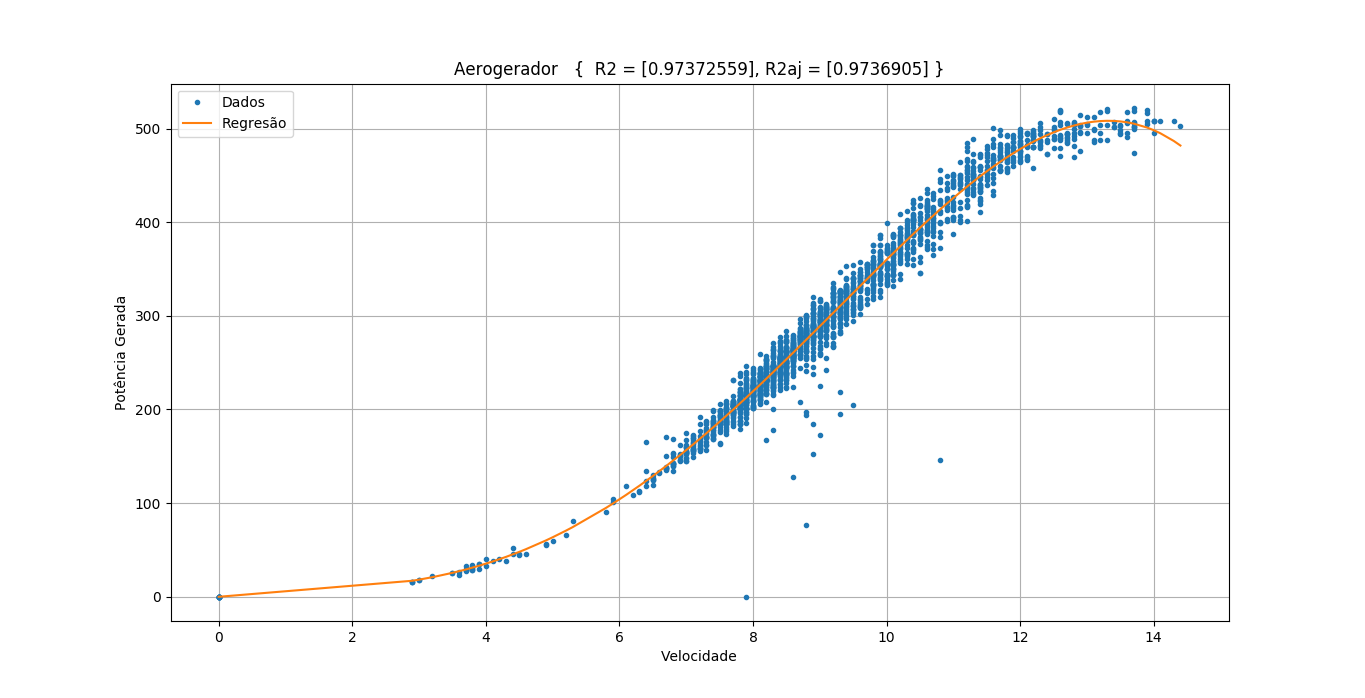 Aerogerador { R2 = [0.97372559], R2aj = [0.9736905] }
Dados
Regresão
Potência Gerada
500
400
300
200
100
0
0 2 4 6 8 10 12 14
Velocidade